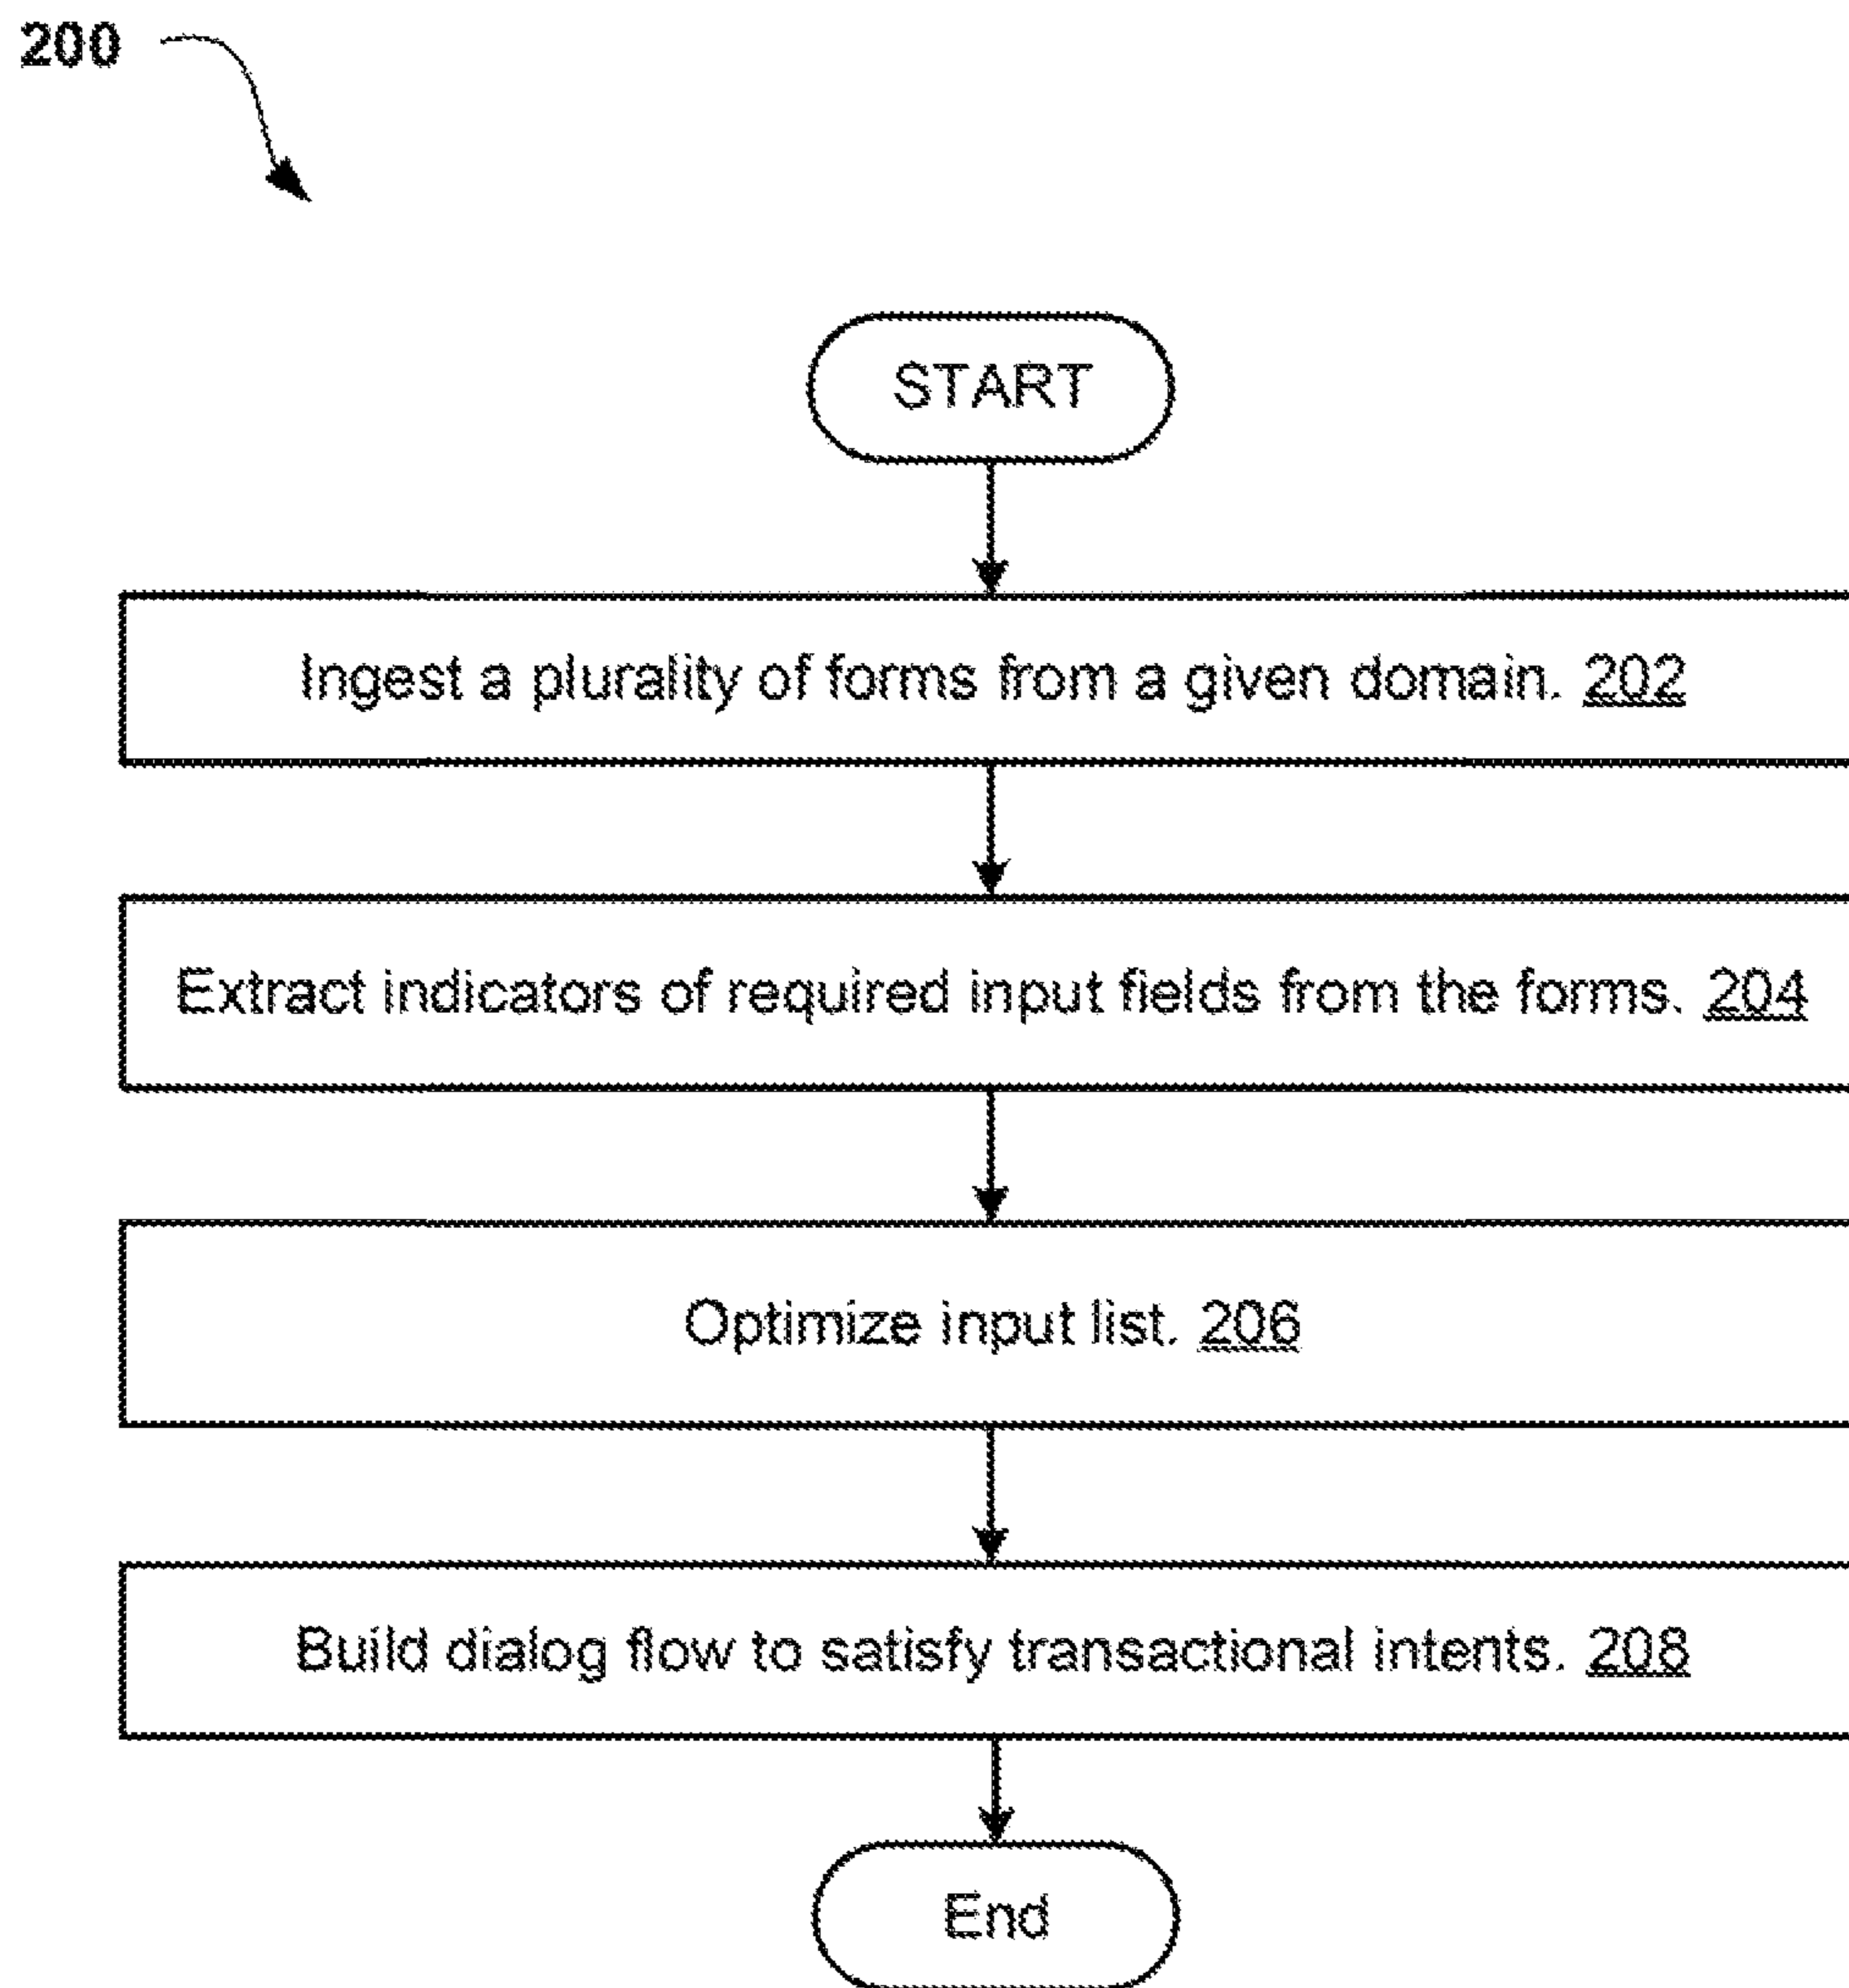 200
START
Ingest a plurality of forms from a given domain. 202
Extract indicators of required input fields from the forms. 204
Optimize input list. 206
Build dialog flow to satisfy transactional intents. 208
End